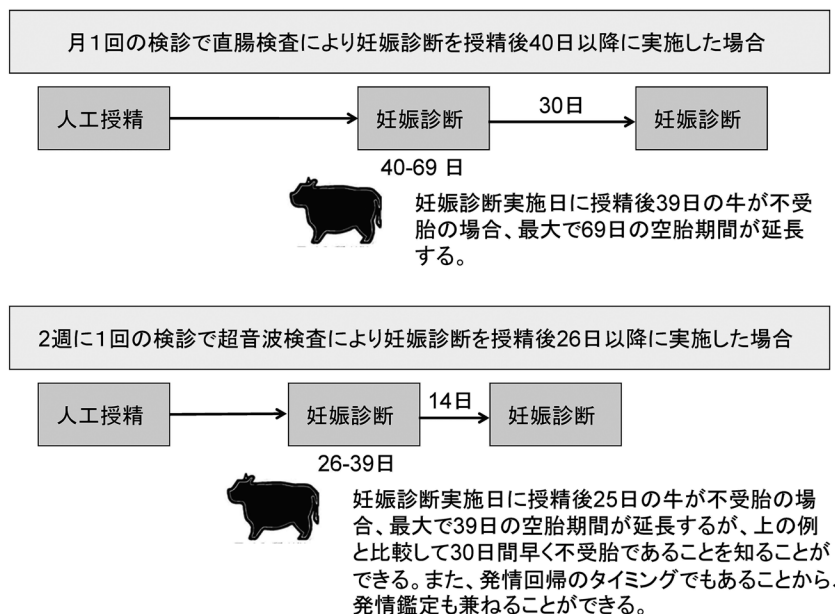 月1回の検診で直腸検査により妊娠診断を授精後40日以降に実施した場合
人工授精
妊娠診断
30日
妊娠診断
40-69 日
妊娠診断実施日に授精後39日の牛が不受
胎の場合、最大で69日の空胎期間が延長
する。
2週に1回の検診で超音波検査により妊娠診断を授精後26日以降に実施した場合
人工授精
妊娠診断
14日
妊娠診断
26-39日
妊娠診断実施日に授精後25日の牛が不受胎の場
合、最大で39日の空胎期間が延長するが、上の例
と比較して30日間早く不受胎であることを知ることが
できる。また、発情回帰のタイミングでもあることから、
発情鑑定も兼ねることができる。